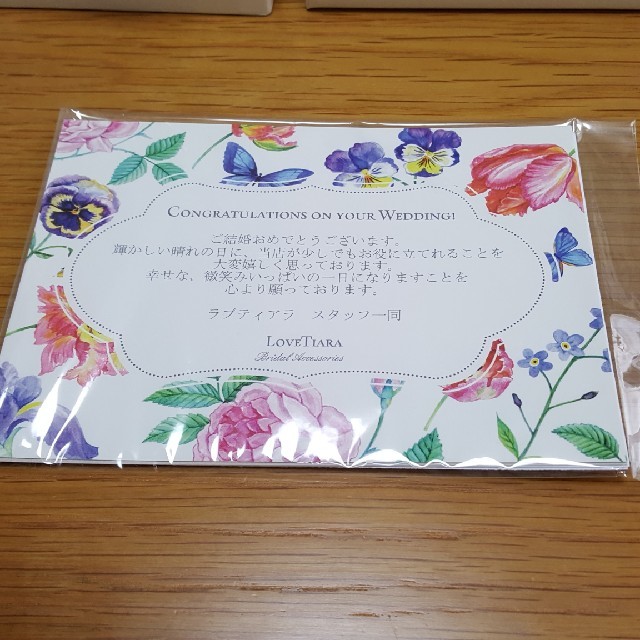 CONGRATULATIONS ON YOUR WEDDING!
ご結婚おめでとうございます。
輝かしい晴れの日に、当店が少しでもお役に立てれることを
大変嬉しく思っております。
幸せな、微笑みいっぱいの一日になりますことを
心より願っております。
ラブティアラ　スタッフ一同
LOVETIARA
Bridal Accessories